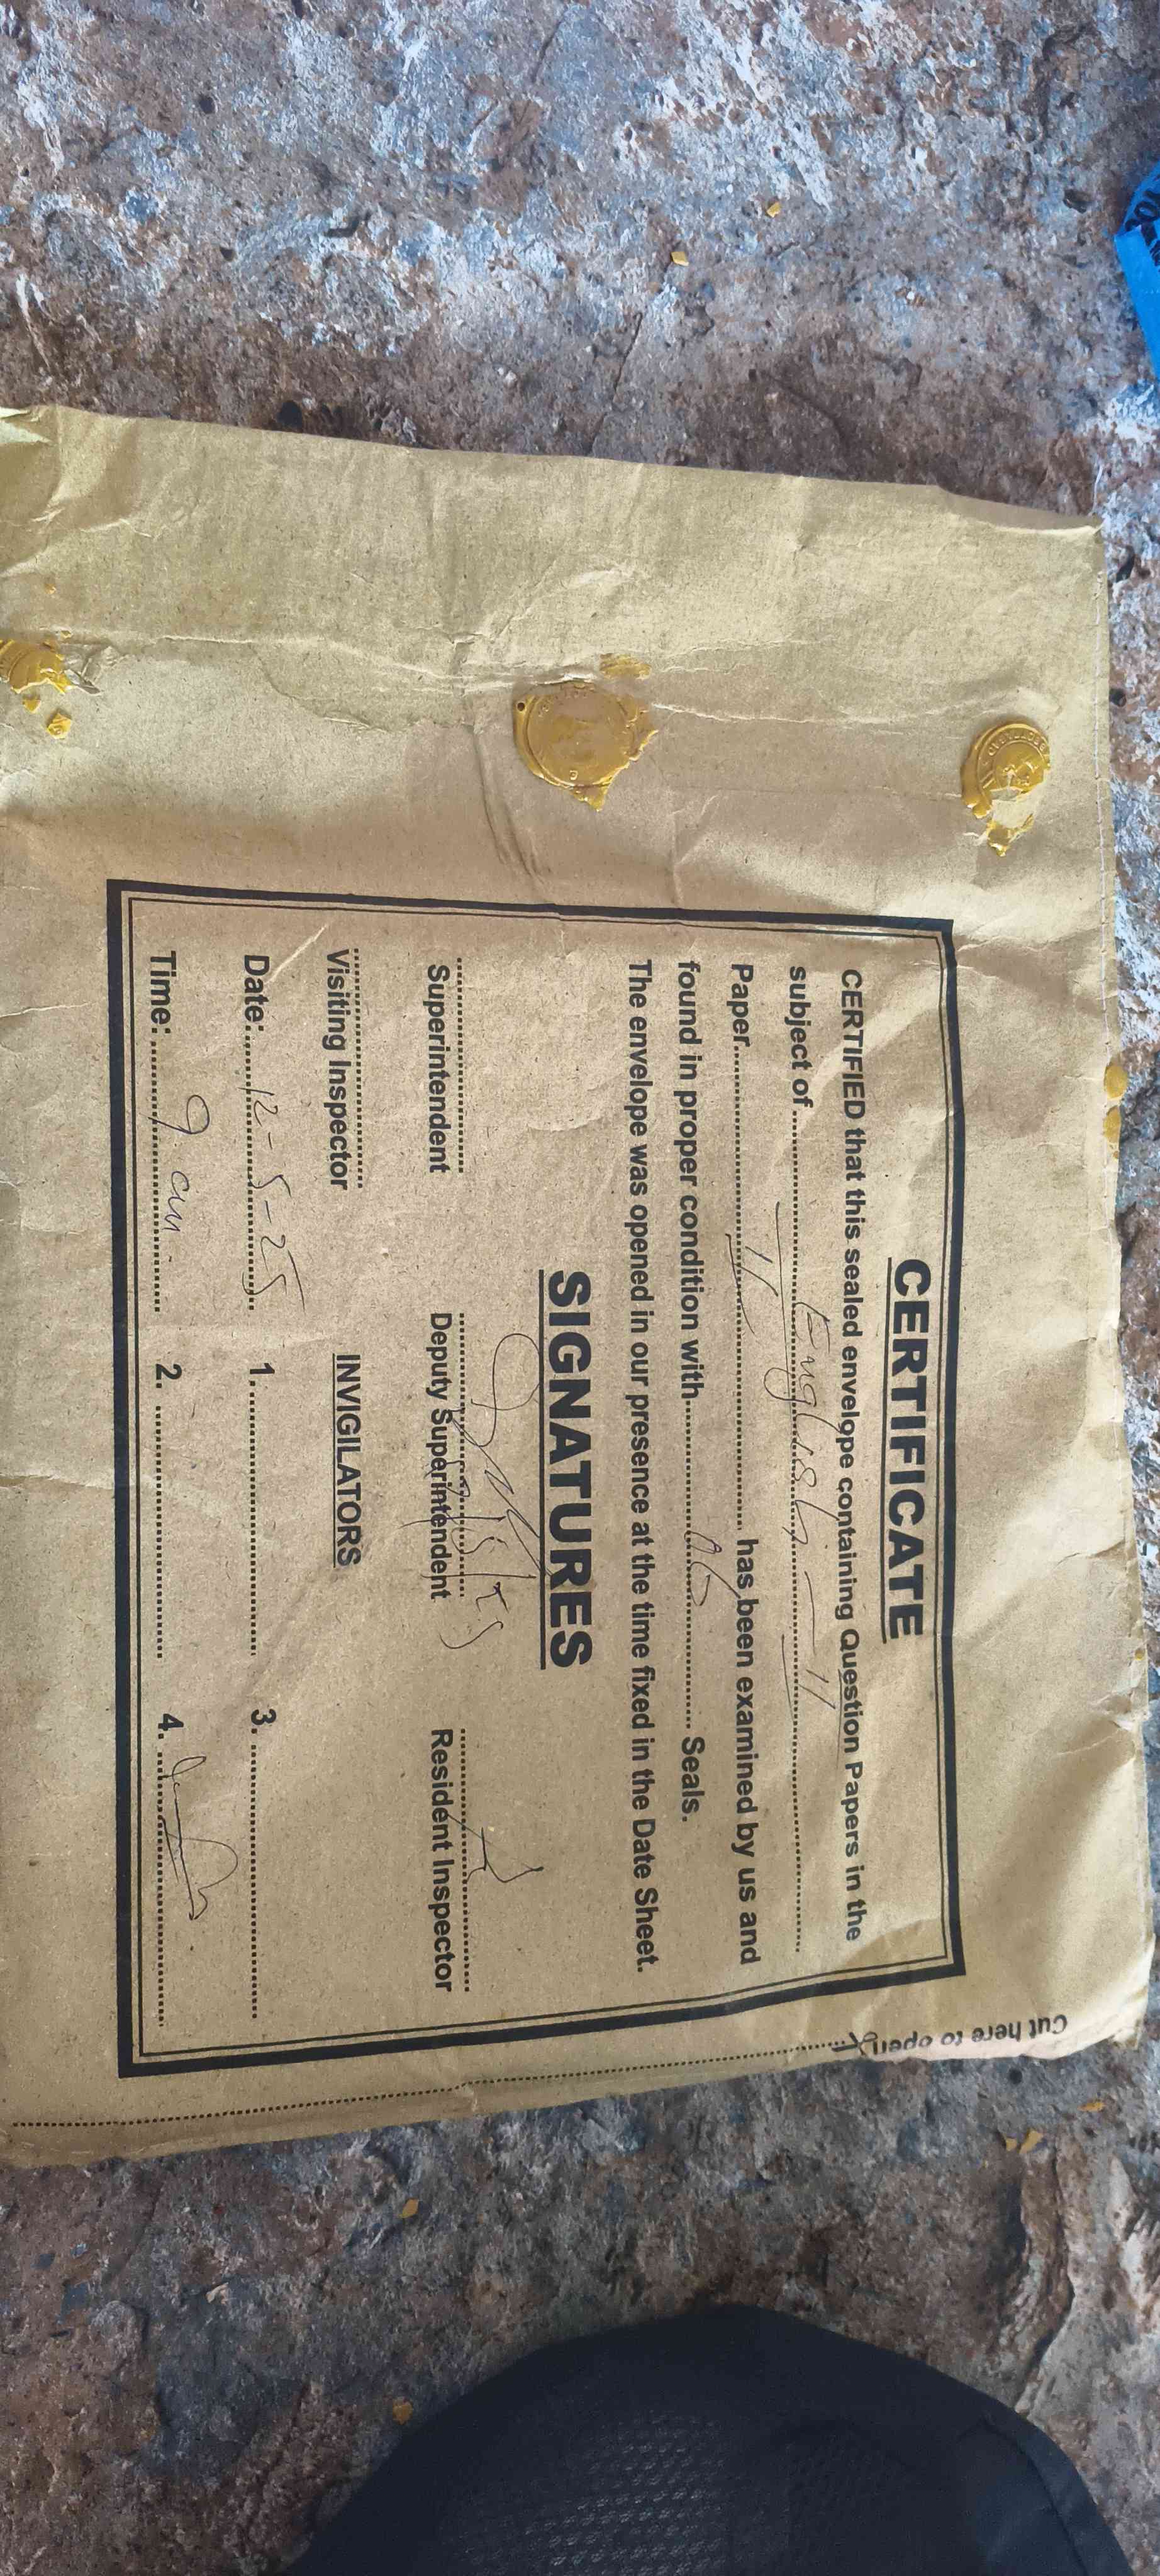 CERTIFICATE
CERTIFIED that this sealed envelope containing Question Papers in the
subject of English - 11
Paper 11 has been examined by us and
found in proper condition with 06 Seals.
The envelope was opened in our presence at the time fixed in the Date Sheet.
SIGNATURES
Superintendent Deputy Superintendent Resident Inspector
Visiting Inspector INVIGILATORS
Date: 12-5-25 1. 3.
Time: 9 am 2. 4.
Cut here to open